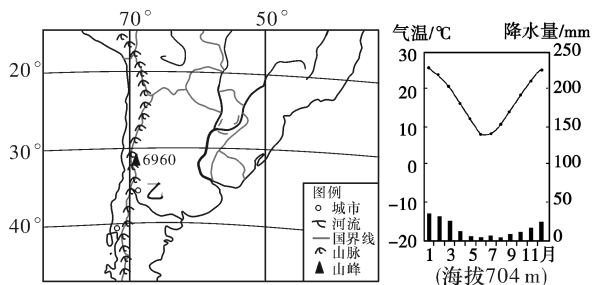 70° 50°
20°
30°
40°
6960
乙
图例
城市
河流
国界线
山脉
山峰
气温/℃ 降水量/mm
30 250
20 200
10 150
0 100
-10 50
-20 0
1 3 5 7 9 11月
(海拔704 m)